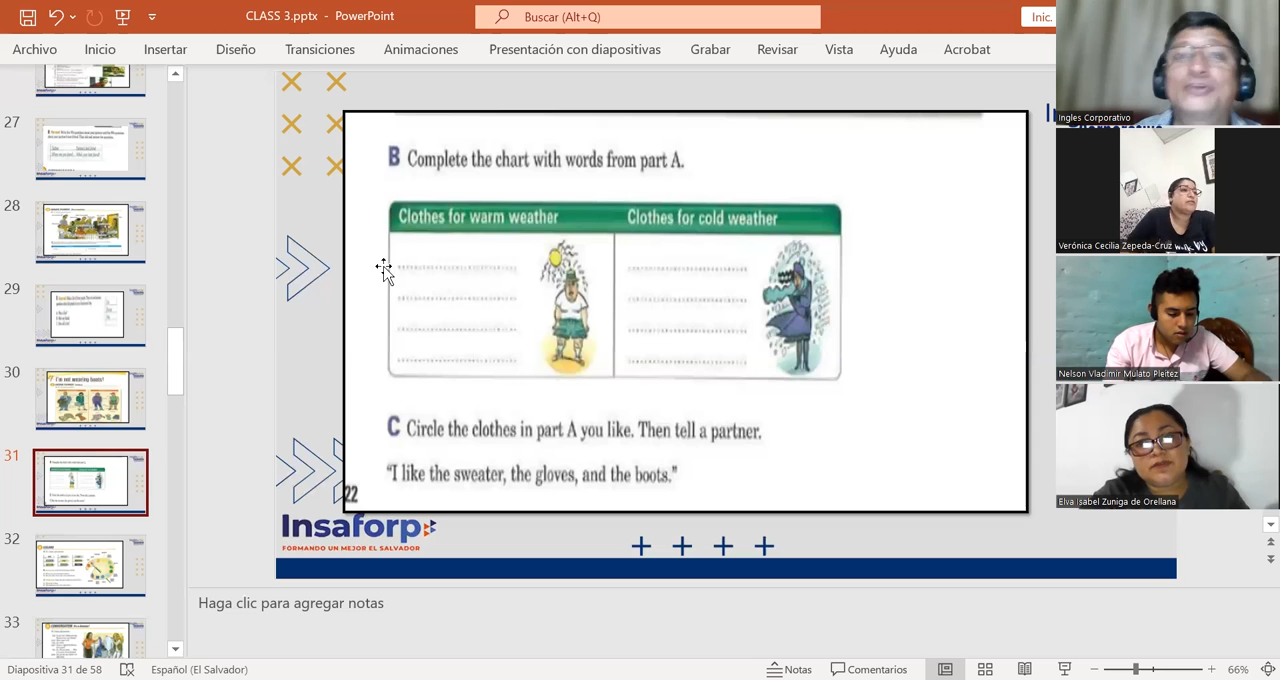 CLASS 3.pptx - PowerPoint
Buscar (Alt+Q)
Inic.
Archivo Inicio Insertar Diseño Transiciones Animaciones Presentación con diapositivas Grabar Revisar Vista Ayuda Acrobat
27
28
29
30
I'm not wearing boots!
31
32
33
B Complete the chart with words from part A.
Clothes for warm weather Clothes for cold weather
C Circle the clothes in part A you like. Then tell a partner.
“I like the sweater, the gloves, and the boots.”
22
Insaforp
FORMANDO UN MEJOR EL SALVADOR
Ingles Corporativo
Verónica Cecilia Zepeda-Cruz
Nelson Vladimir Mulato Pleitez
Elva Isabel Zuniga de Orellana
Haga clic para agregar notas
Diapositiva 31 de 58 Español (El Salvador) Notas Comentarios 66%